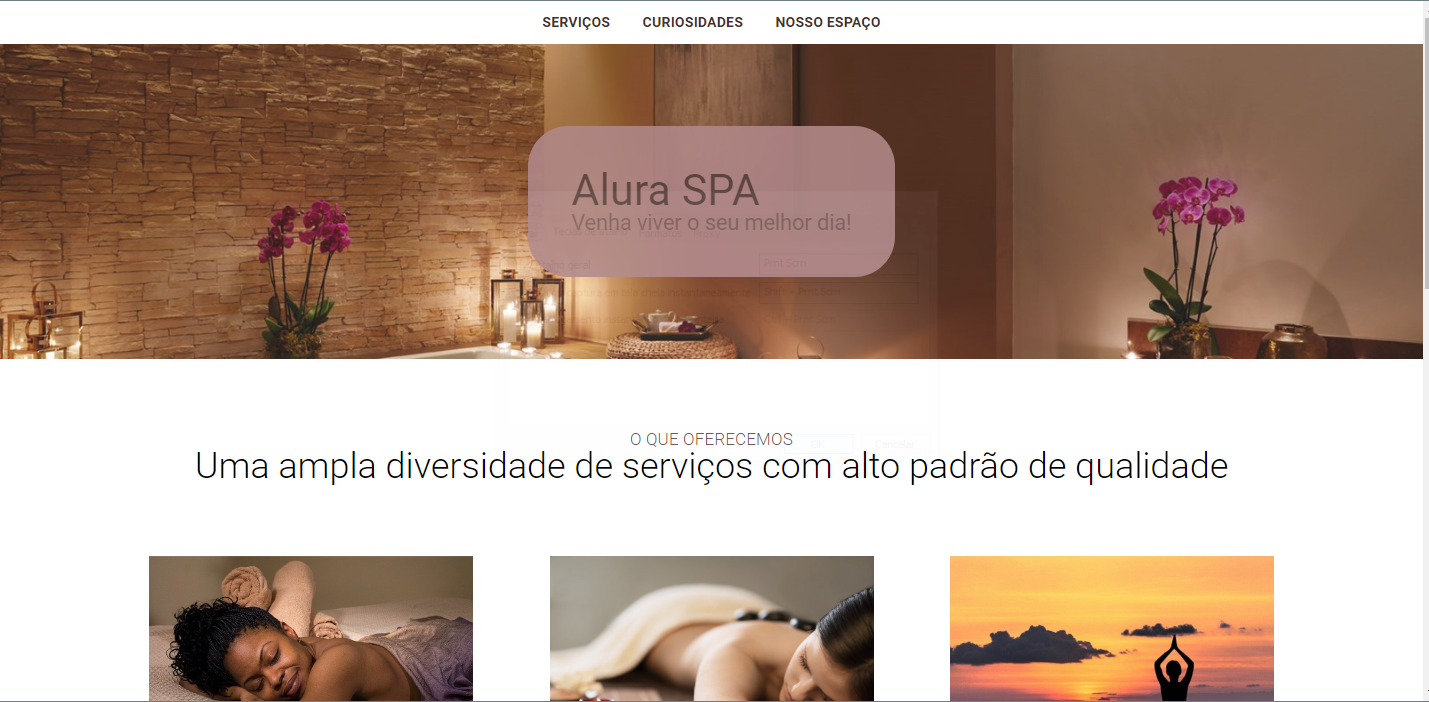 SERVIÇOS CURIOSIDADES NOSSO ESPAÇO
Alura SPA
Venha viver o seu melhor dia!
O QUE OFERECEMOS
Uma ampla diversidade de serviços com alto padrão de qualidade